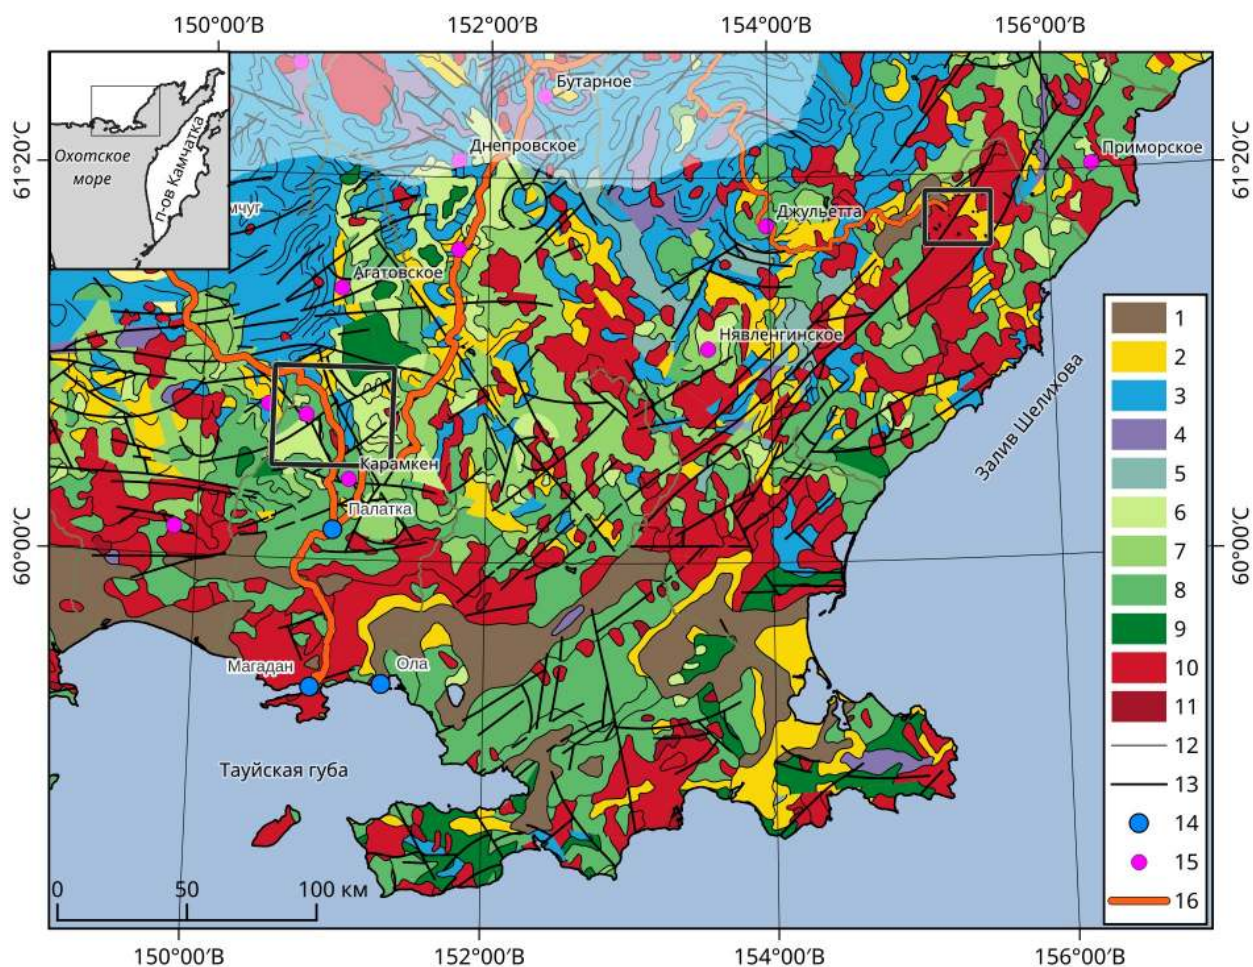 150°00′В
152°00′В
154°00′В
156°00′В
61°20′С
61°20′С
60°00′С
60°00′С
Охотское
море
п-ов Камчатка
Бутарное
Днепровское
Приморское
мчуг
Джульетта
Агатовское
Нявленгинское
Залив Шелихова
Карамкен
Палатка
Магадан
Ола
Тауйская губа
0 50 100 км
1
2
3
4
5
6
7
8
9
10
11
12
13
14
15
16
150°00′В
152°00′В
154°00′В
156°00′В